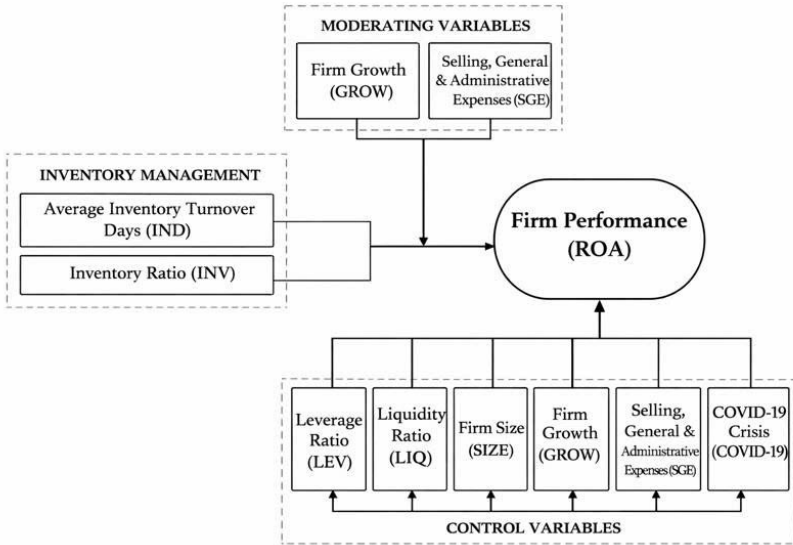 MODERATING VARIABLES
Firm Growth
(GROW)
Selling, General
& Administrative
Expenses (SGE)
INVENTORY MANAGEMENT
Average Inventory Turnover
Days (IND)
Inventory Ratio (INV)
Firm Performance
(ROA)
Leverage
Ratio
(LEV)
Liquidity
Ratio
(LIQ)
Firm Size
(SIZE)
Firm
Growth
(GROW)
Selling,
General &
Administrative
Expenses (SGE)
COVID-19
Crisis
(COVID-19)
CONTROL VARIABLES